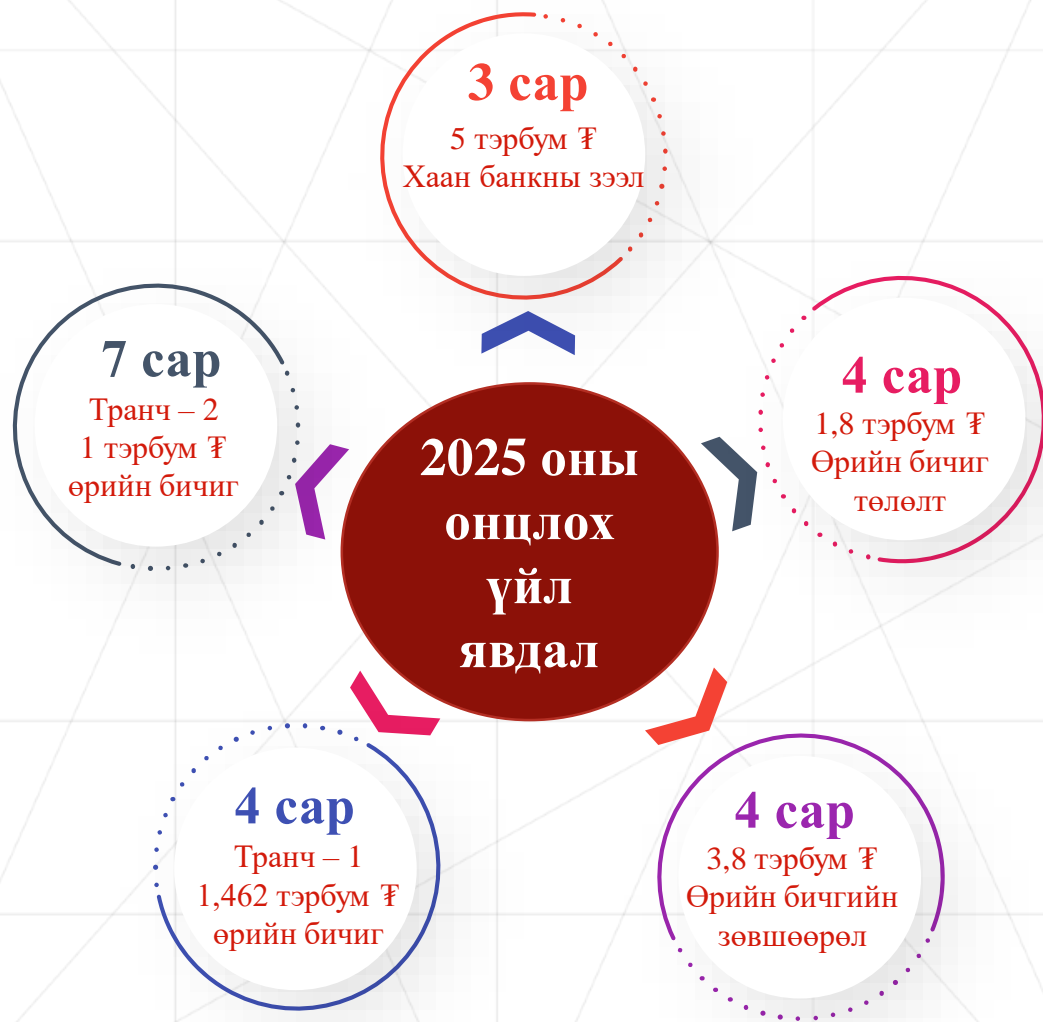 3 сар
5 тэрбум ₮
Хаан банкны зээл
7 сар
Транч – 2
1 тэрбум ₮
өрийн бичиг
4 сар
1,8 тэрбум ₮
Өрийн бичиг
төлөлт
2025 оны
онцлох
үйл
явдал
4 сар
Транч – 1
1,462 тэрбум ₮
өрийн бичиг
4 сар
3,8 тэрбум ₮
Өрийн бичгийн
зөвшөөрөл